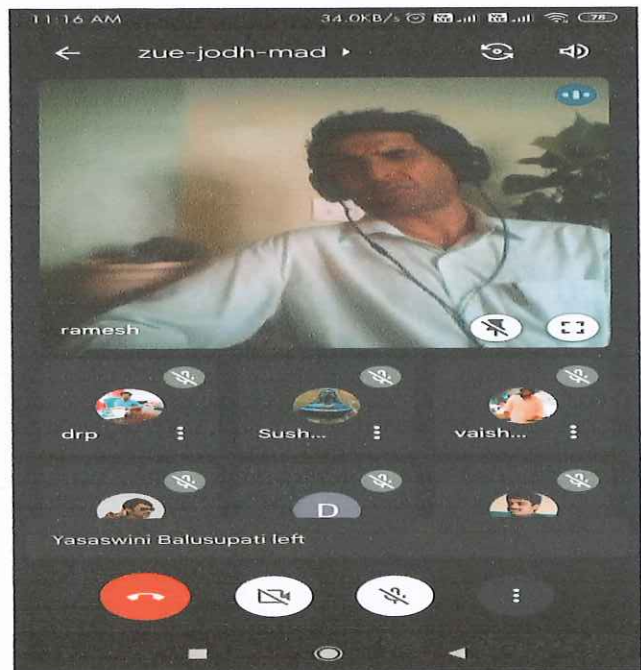 11:16 AM 34.0KB/s 78
zue-jodh-mad
ramesh
drp Sush... vaish...
D
Yasaswini Balusupati left